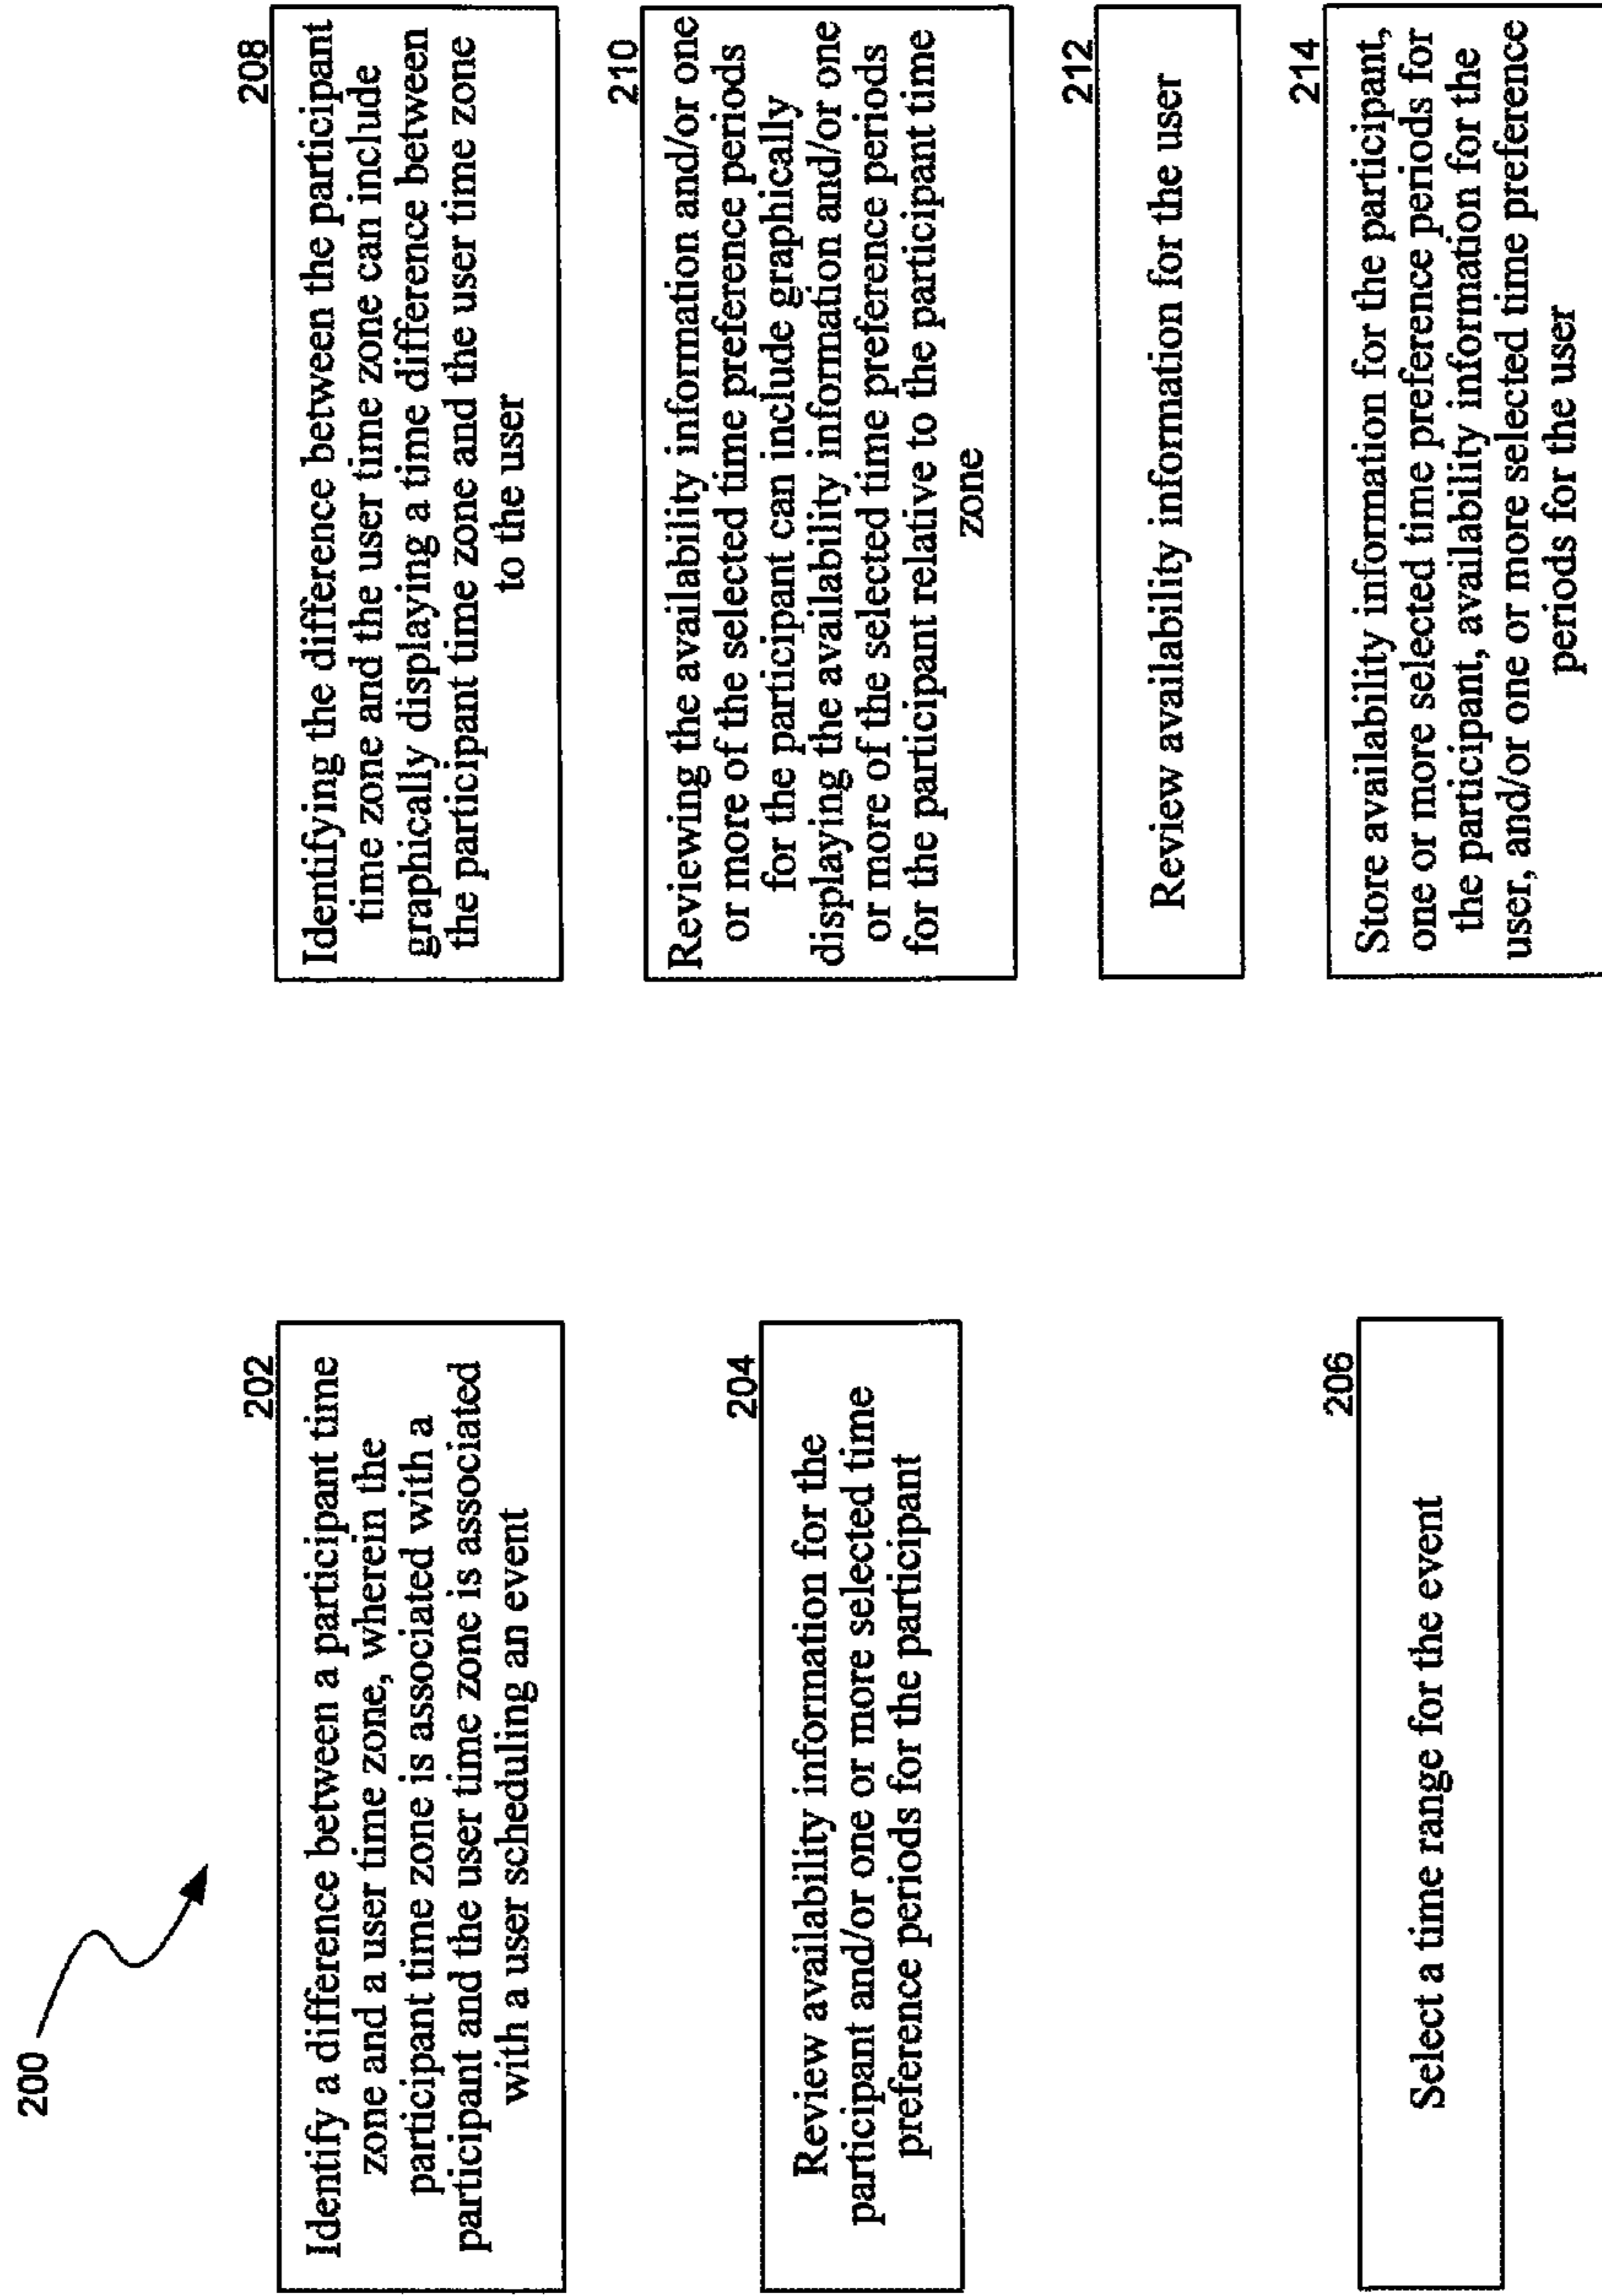 200
202
Identify a difference between a participant time
zone and a user time zone, wherein the
participant time zone is associated with a
participant and the user time zone is associated
with a user scheduling an event
204
Review availability information for the
participant and/or one or more selected time
preference periods for the participant
206
Select a time range for the event
208
Identifying the difference between the participant
time zone and the user time zone can include
graphically displaying a time difference between
the participant time zone and the user time zone
to the user
210
Reviewing the availability information and/or one
or more of the selected time preference periods
for the participant can include graphically
displaying the availability information and/or one
or more of the selected time preference periods
for the participant relative to the participant time
zone
212
Review availability information for the user
214
Store availability information for the participant,
one or more selected time preference periods for
the participant, availability information for the
user, and/or one or more selected time preference
periods for the user